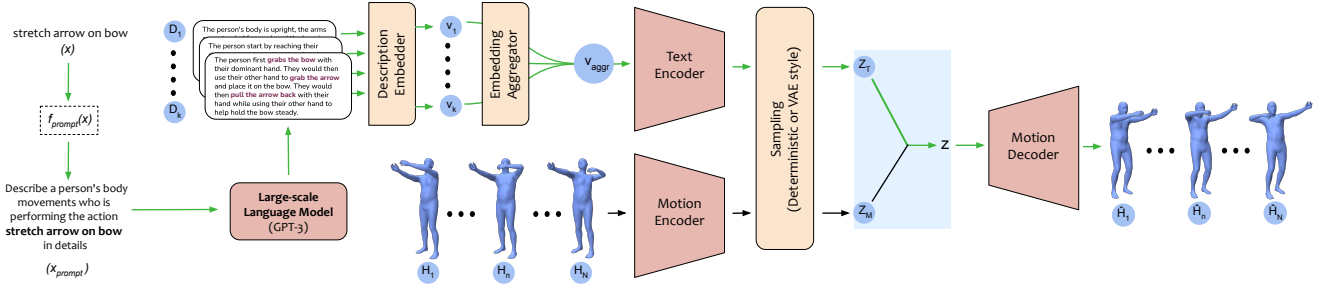 stretch arrow on bow
(x)
f_prompt(x)
Describe a person's body
movements who is
performing the action
stretch arrow on bow
in details
(x_prompt)
D_1
D_k
The person's body is upright, the arms
The person start by reaching their
The person first grabs the bow with
their dominant hand. They would then
use their other hand to grab the arrow
and place it on the bow. They would
then pull the arrow back with their
hand while using their other hand to
help hold the bow steady.
Large-scale
Language Model
(GPT-3)
Description
Embedder
v_1
v_k
Embedding
Aggregator
v_aggr
Text
Encoder
H_1
H_n
H_N
Motion
Encoder
Sampling
(Deterministic or VAE style)
Z_T
Z_M
z
Motion
Decoder
Ĥ_1
Ĥ_n
Ĥ_N